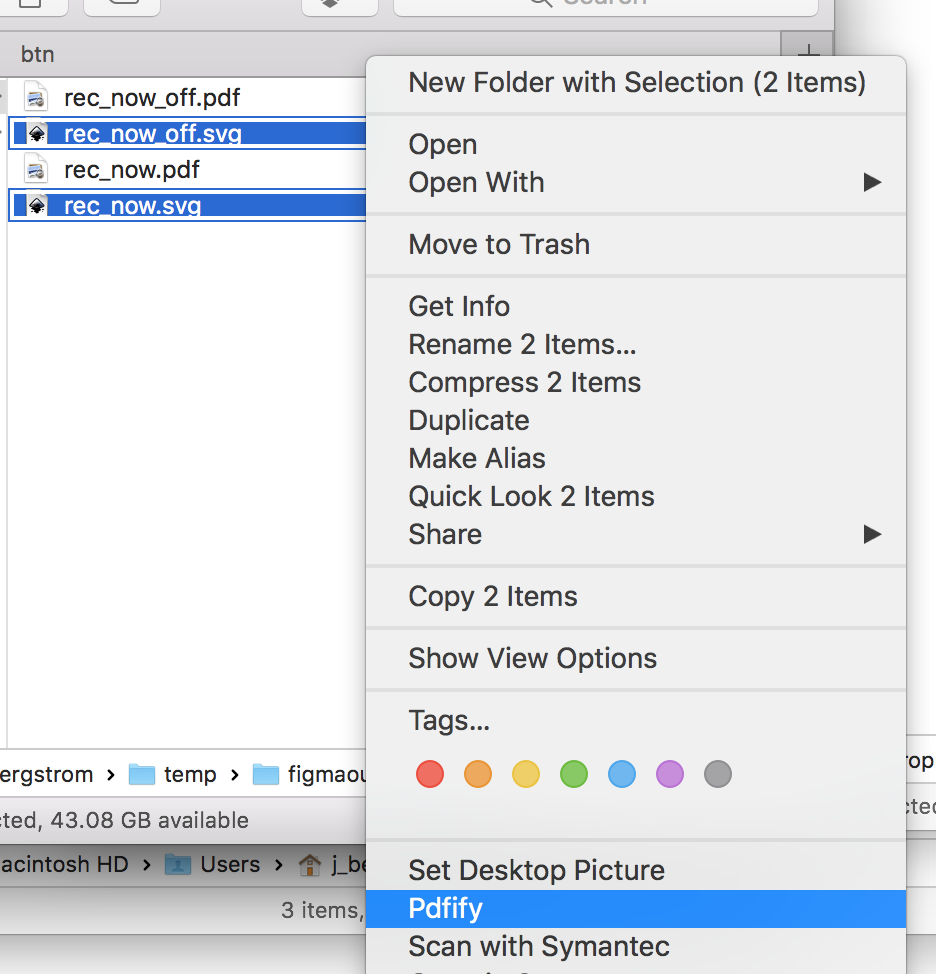 Search
btn
+
rec_now_off.pdf
rec_now_off.svg
rec_now.pdf
rec_now.svg
New Folder with Selection (2 Items)
Open
Open With
Move to Trash
Get Info
Rename 2 Items...
Compress 2 Items
Duplicate
Make Alias
Quick Look 2 Items
Share
Copy 2 Items
Show View Options
Tags...
ergstrom › temp › figmaou
rop
cted, 43.08 GB available
cted
acintosh HD › Users › j_be
3 items,
Set Desktop Picture
Pdfify
Scan with Symantec